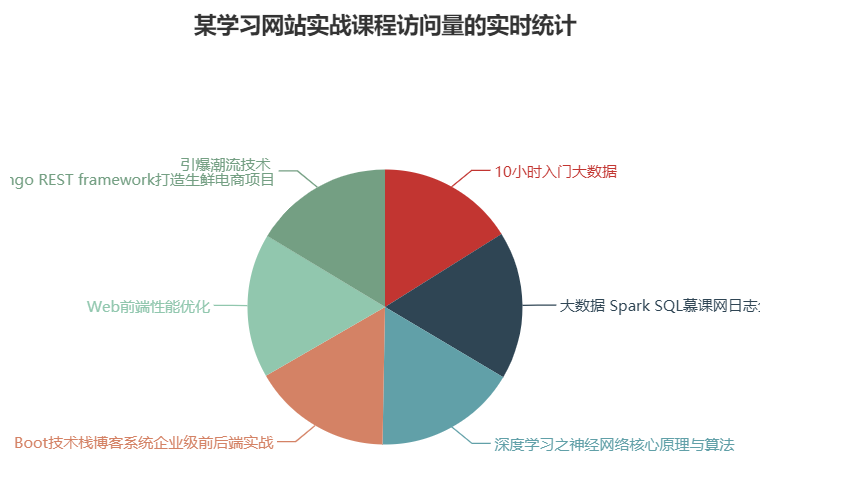 某学习网站实战课程访问量的实时统计
引爆潮流技术
REST framework打造生鲜电商项目
10小时入门大数据
Web前端性能优化
大数据 Spark SQL慕课网日志
Boot技术栈博客系统企业级前后端实战
深度学习之神经网络核心原理与算法